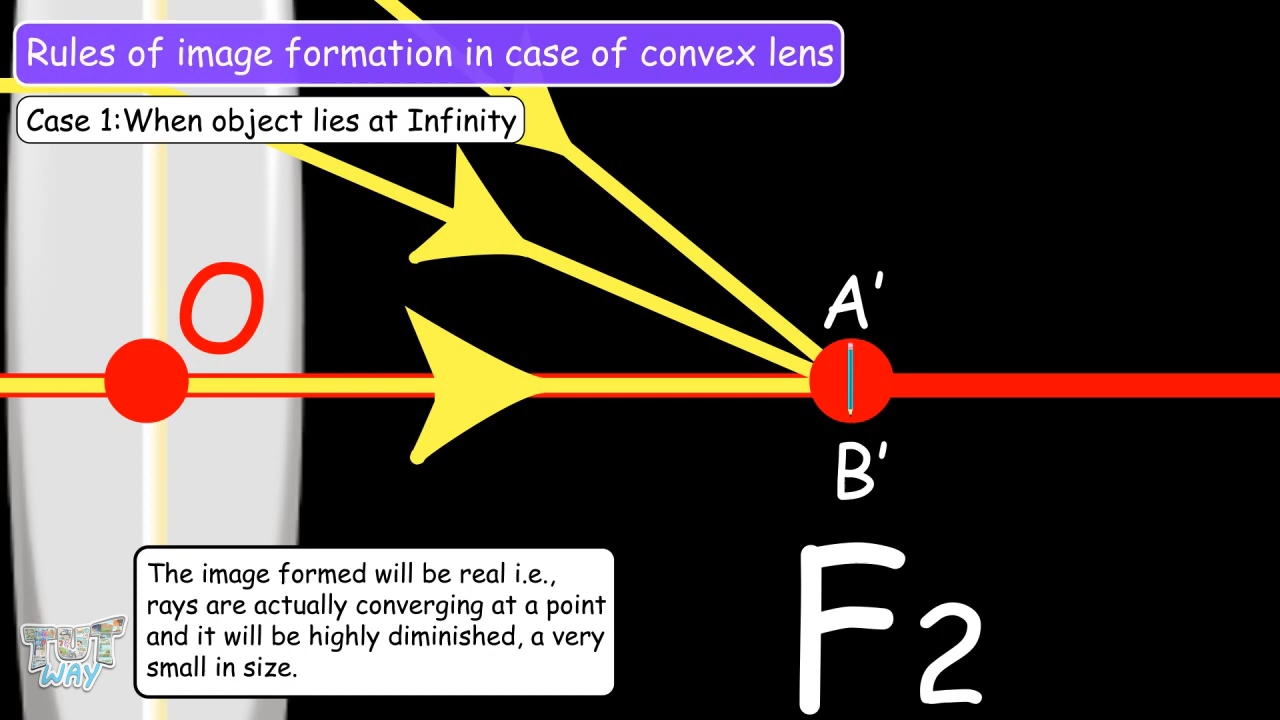 Rules of image formation in case of convex lens
Case 1:When object lies at Infinity
O
A'
B'
F2
The image formed will be real i.e.,
rays are actually converging at a point
and it will be highly diminished, a very
small in size.
TUT
WAY